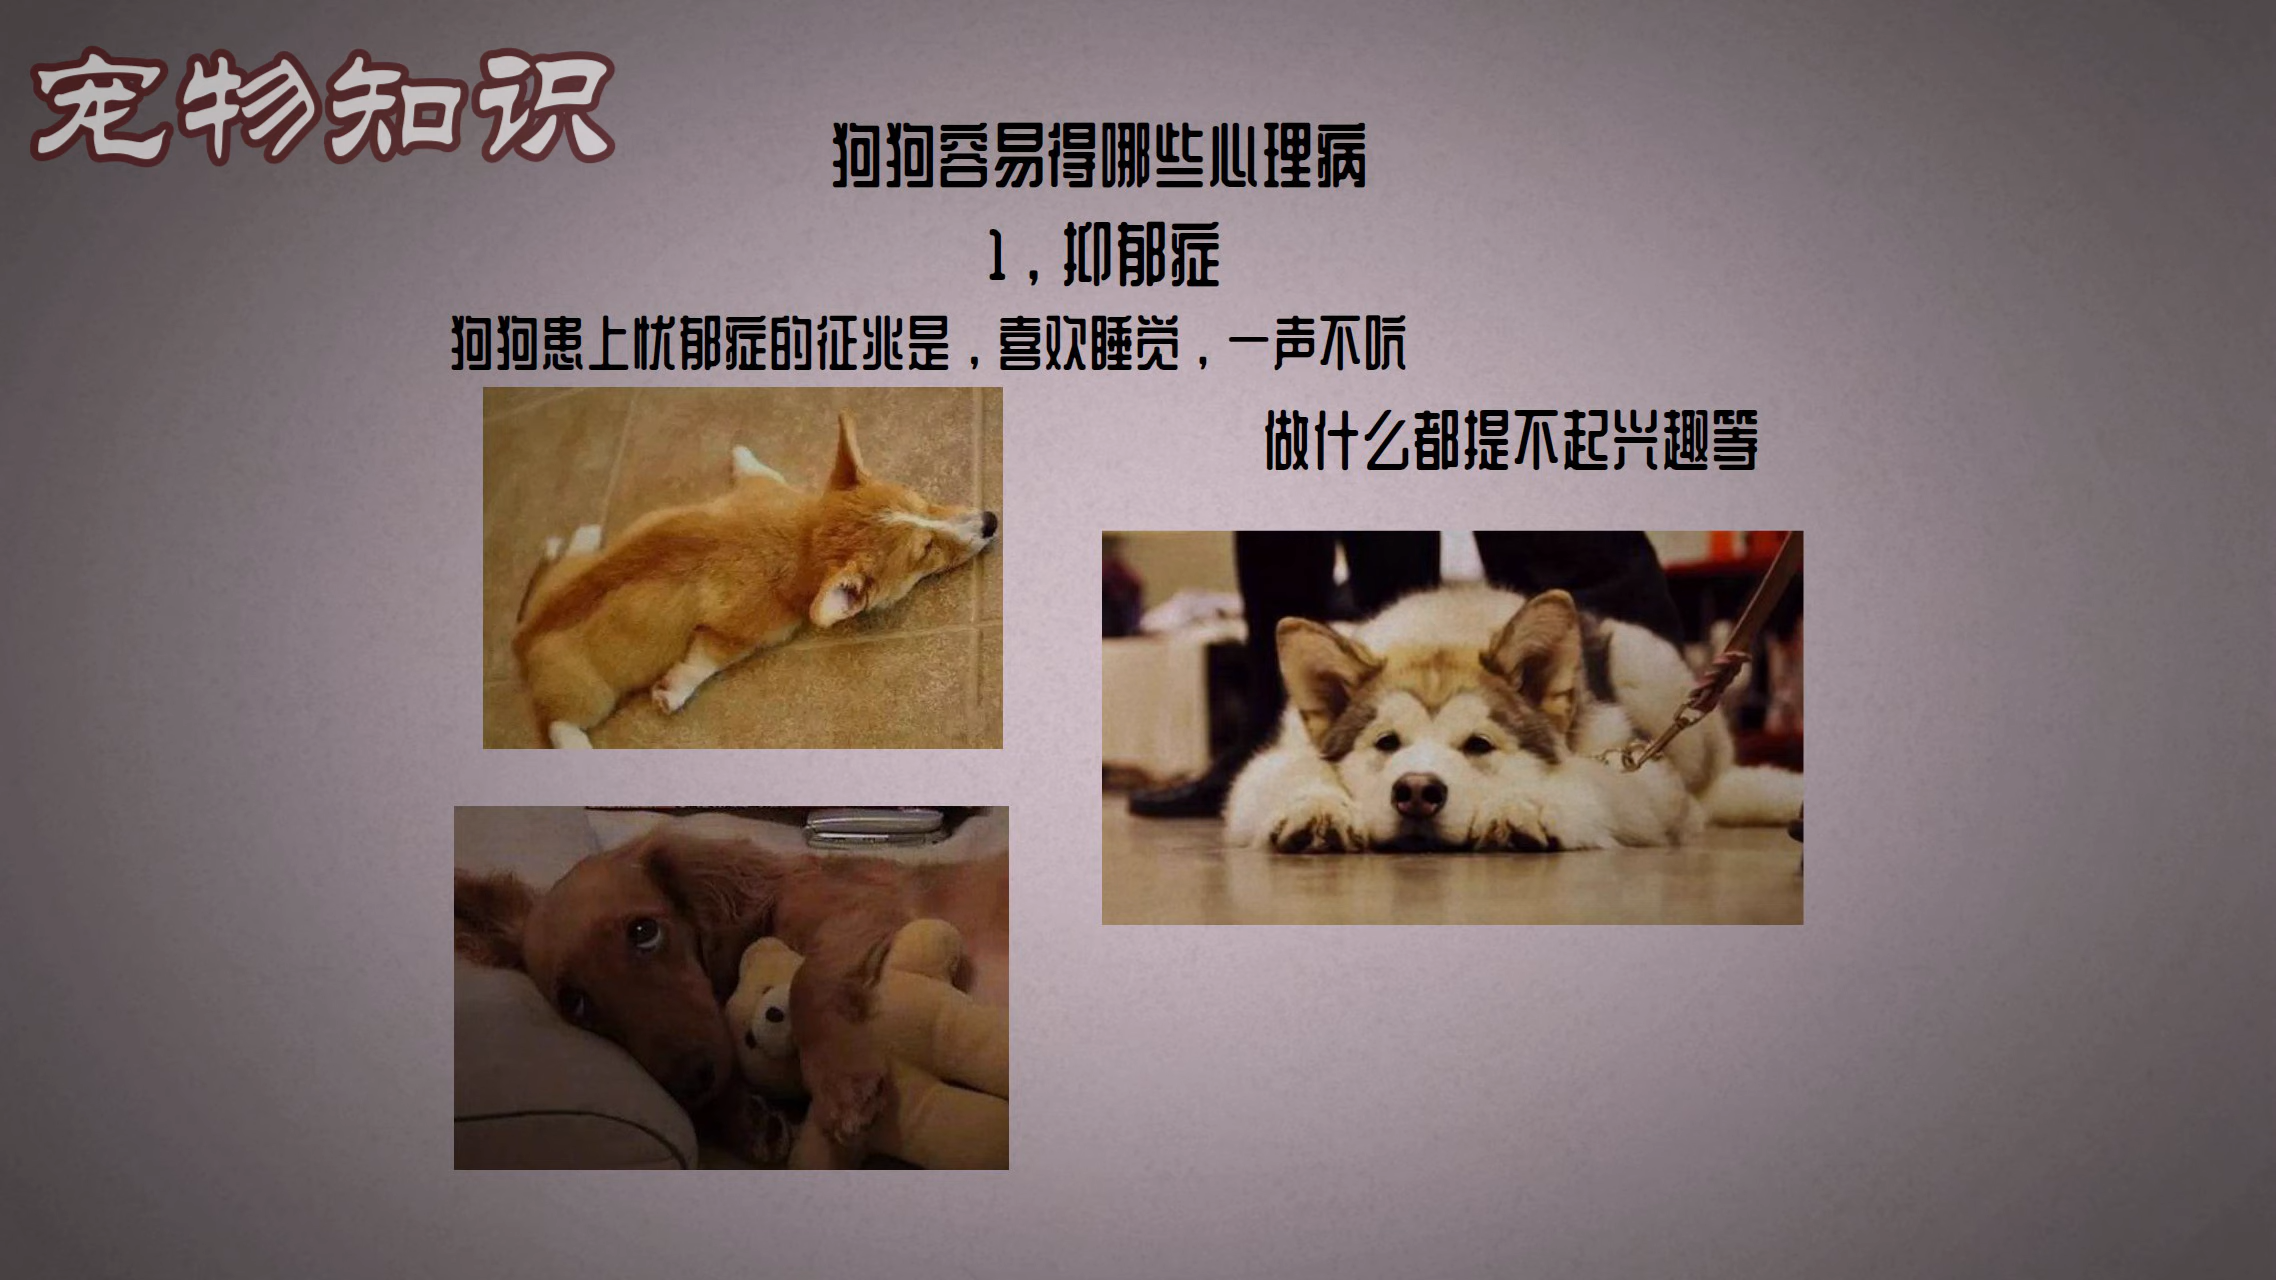 宠物知识
狗狗容易得哪些心理病
1，抑郁症
狗狗患上忧郁症的征兆是，喜欢睡觉，一声不吭
做什么都提不起兴趣等